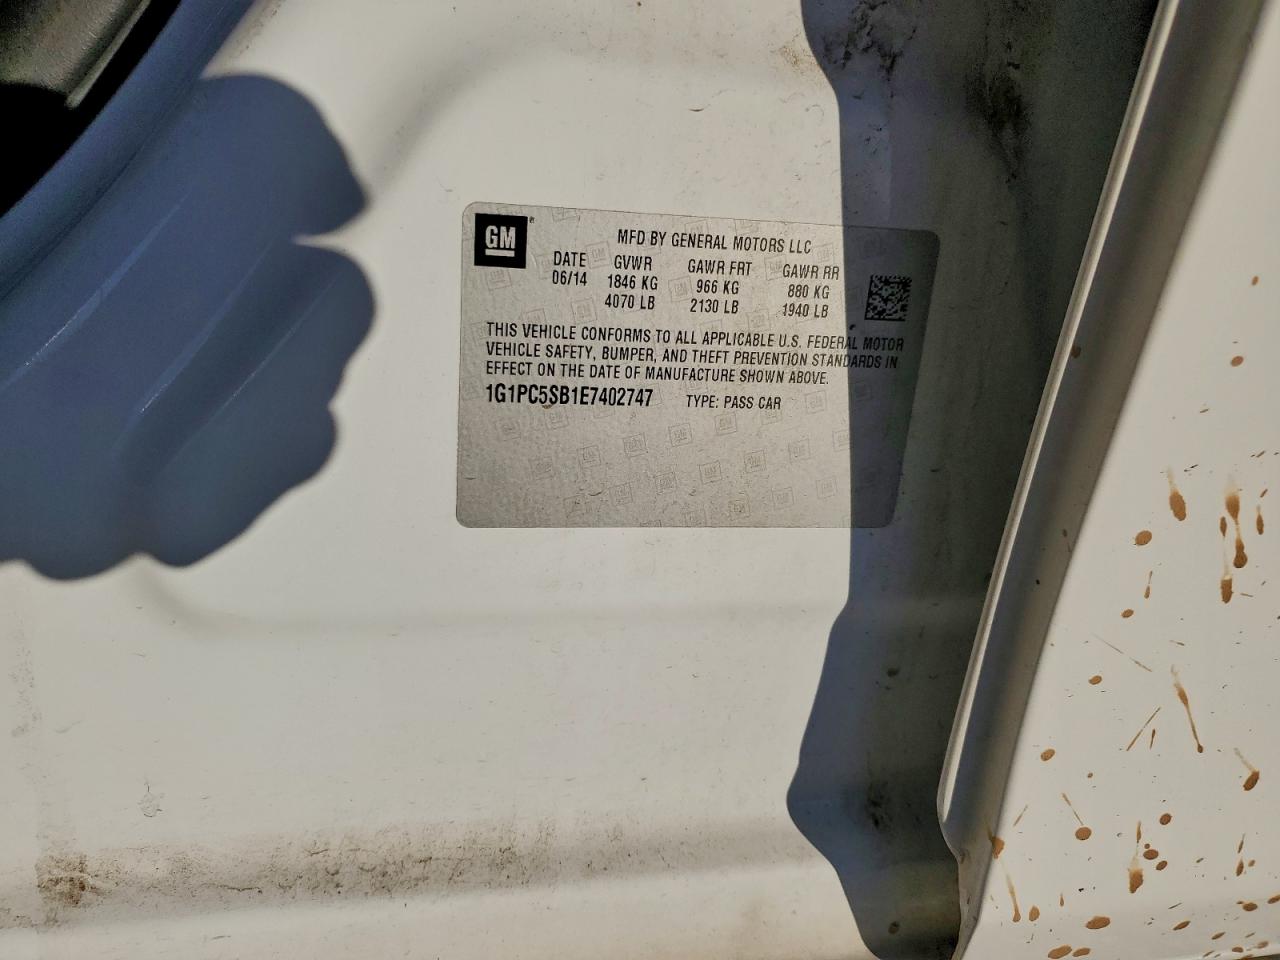 GM
MFD BY GENERAL MOTORS LLC
DATE GVWR GAWR FRT GAWR RR
06/14 1846 KG 966 KG 880 KG
4070 LB 2130 LB 1940 LB
THIS VEHICLE CONFORMS TO ALL APPLICABLE U.S. FEDERAL MOTOR
VEHICLE SAFETY, BUMPER, AND THEFT PREVENTION STANDARDS IN
EFFECT ON THE DATE OF MANUFACTURE SHOWN ABOVE.
1G1PC5SB1E7402747 TYPE: PASS CAR